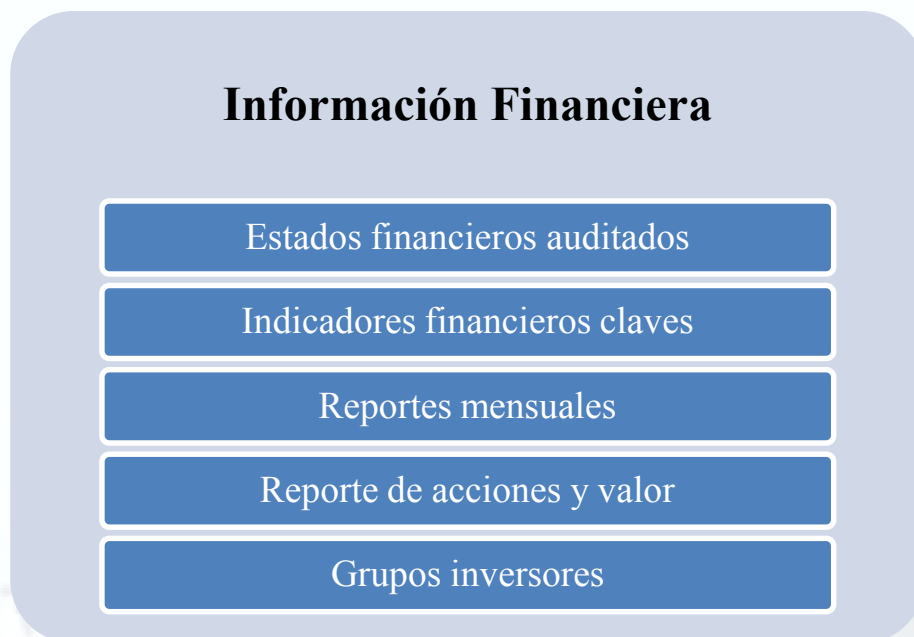 Información Financiera
Estados financieros auditados
Indicadores financieros claves
Reportes mensuales
Reporte de acciones y valor
Grupos inversores